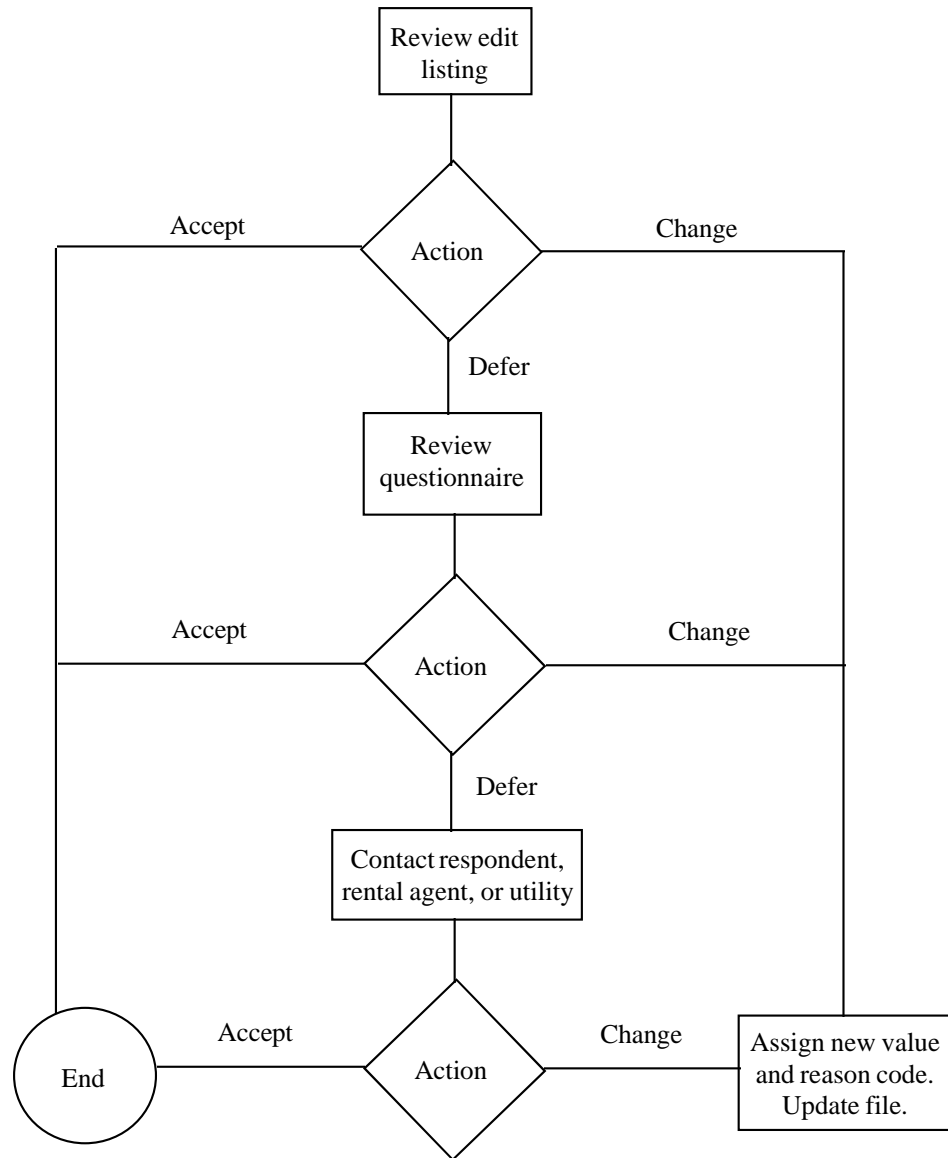 Review edit
listing
Accept
Action
Change
Defer
Review
questionnaire
Accept
Action
Change
Defer
Contact respondent,
rental agent, or utility
End
Accept
Action
Change
Assign new value
and reason code.
Update file.